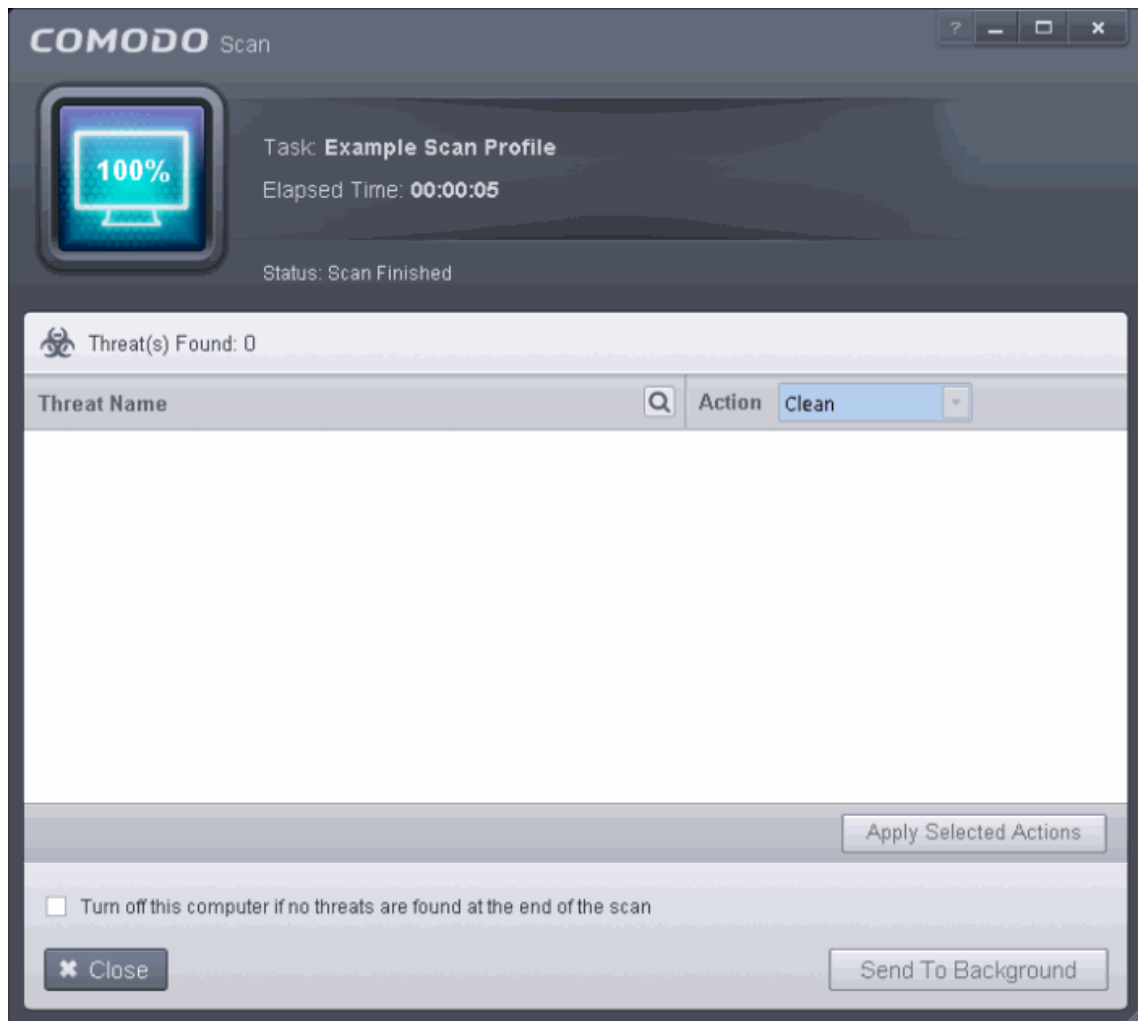 COMODO Scan
?
100%
Task: Example Scan Profile
Elapsed Time: 00:00:05
Status: Scan Finished
Threat(s) Found: 0
Threat Name Action Clean
Apply Selected Actions
Turn off this computer if no threats are found at the end of the scan
Close Send To Background